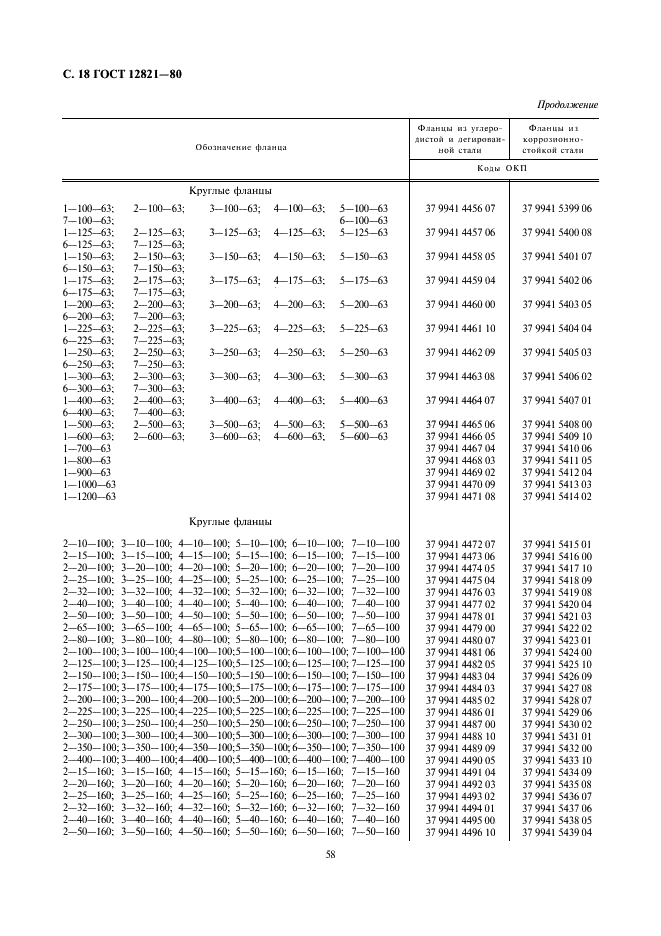 С. 18 ГОСТ 12821—80
Продолжение
Обозначение фланца
Фланцы из углеро-
дистой и легирован-
ной стали
Фланцы из
коррозионно-
стойкой стали
Коды ОКП
Круглые фланцы
1—100—63; 2—100—63; 3—100—63; 4—100—63; 5—100—63 37 9941 4456 07 37 9941 5399 06
7—100—63; 6—100—63
1—125—63; 2—125—63; 3—125—63; 4—125—63; 5—125—63 37 9941 4457 06 37 9941 5400 08
6—125—63; 7—125—63;
1—150—63; 2—150—63; 3—150—63; 4—150—63; 5—150—63 37 9941 4458 05 37 9941 5401 07
6—150—63; 7—150—63;
1—175—63; 2—175—63; 3—175—63; 4—175—63; 5—175—63 37 9941 4459 04 37 9941 5402 06
6—175—63; 7—175—63;
1—200—63; 2—200—63; 3—200—63; 4—200—63; 5—200—63 37 9941 4460 00 37 9941 5403 05
6—200—63; 7—200—63;
1—225—63; 2—225—63; 3—225—63; 4—225—63; 5—225—63 37 9941 4461 10 37 9941 5404 04
6—225—63; 7—225—63;
1—250—63; 2—250—63; 3—250—63; 4—250—63; 5—250—63 37 9941 4462 09 37 9941 5405 03
6—250—63; 7—250—63;
1—300—63; 2—300—63; 3—300—63; 4—300—63; 5—300—63 37 9941 4463 08 37 9941 5406 02
6—300—63; 7—300—63;
1—400—63; 2—400—63; 3—400—63; 4—400—63; 5—400—63 37 9941 4464 07 37 9941 5407 01
6—400—63; 7—400—63;
1—500—63; 2—500—63; 3—500—63; 4—500—63; 5—500—63 37 9941 4465 06 37 9941 5408 00
1—600—63; 2—600—63; 3—600—63; 4—600—63; 5—600—63 37 9941 4466 05 37 9941 5409 10
1—700—63 37 9941 4467 04 37 9941 5410 06
1—800—63 37 9941 4468 03 37 9941 5411 05
1—900—63 37 9941 4469 02 37 9941 5412 04
1—1000—63 37 9941 4470 09 37 9941 5413 03
1—1200—63 37 9941 4471 08 37 9941 5414 02
Круглые фланцы
2—10—100; 3—10—100; 4—10—100; 5—10—100; 6—10—100; 7—10—100 37 9941 4472 07 37 9941 5415 01
2—15—100; 3—15—100; 4—15—100; 5—15—100; 6—15—100; 7—15—100 37 9941 4473 06 37 9941 5416 00
2—20—100; 3—20—100; 4—20—100; 5—20—100; 6—20—100; 7—20—100 37 9941 4474 05 37 9941 5417 10
2—25—100; 3—25—100; 4—25—100; 5—25—100; 6—25—100; 7—25—100 37 9941 4475 04 37 9941 5418 09
2—32—100; 3—32—100; 4—32—100; 5—32—100; 6—32—100; 7—32—100 37 9941 4476 03 37 9941 5419 08
2—40—100; 3—40—100; 4—40—100; 5—40—100; 6—40—100; 7—40—100 37 9941 4477 02 37 9941 5420 04
2—50—100; 3—50—100; 4—50—100; 5—50—100; 6—50—100; 7—50—100 37 9941 4478 01 37 9941 5421 03
2—65—100; 3—65—100; 4—65—100; 5—65—100; 6—65—100; 7—65—100 37 9941 4479 00 37 9941 5422 02
2—80—100; 3—80—100; 4—80—100; 5—80—100; 6—80—100; 7—80—100 37 9941 4480 07 37 9941 5423 01
2—100—100; 3—100—100; 4—100—100; 5—100—100; 6—100—100; 7—100—100 37 9941 4481 06 37 9941 5424 00
2—125—100; 3—125—100; 4—125—100; 5—125—100; 6—125—100; 7—125—100 37 9941 4482 05 37 9941 5425 10
2—150—100; 3—150—100; 4—150—100; 5—150—100; 6—150—100; 7—150—100 37 9941 4483 04 37 9941 5426 09
2—175—100; 3—175—100; 4—175—100; 5—175—100; 6—175—100; 7—175—100 37 9941 4484 03 37 9941 5427 08
2—200—100; 3—200—100; 4—200—100; 5—200—100; 6—200—100; 7—200—100 37 9941 4485 02 37 9941 5428 07
2—225—100; 3—225—100; 4—225—100; 5—225—100; 6—225—100; 7—225—100 37 9941 4486 01 37 9941 5429 06
2—250—100; 3—250—100; 4—250—100; 5—250—100; 6—250—100; 7—250—100 37 9941 4487 00 37 9941 5430 02
2—300—100; 3—300—100; 4—300—100; 5—300—100; 6—300—100; 7—300—100 37 9941 4488 10 37 9941 5431 01
2—350—100; 3—350—100; 4—350—100; 5—350—100; 6—350—100; 7—350—100 37 9941 4489 09 37 9941 5432 00
2—400—100; 3—400—100; 4—400—100; 5—400—100; 6—400—100; 7—400—100 37 9941 4490 05 37 9941 5433 10
2—15—160; 3—15—160; 4—15—160; 5—15—160; 6—15—160; 7—15—160 37 9941 4491 04 37 9941 5434 09
2—20—160; 3—20—160; 4—20—160; 5—20—160; 6—20—160; 7—20—160 37 9941 4492 03 37 9941 5435 08
2—25—160; 3—25—160; 4—25—160; 5—25—160; 6—25—160; 7—25—160 37 9941 4493 02 37 9941 5436 07
2—32—160; 3—32—160; 4—32—160; 5—32—160; 6—32—160; 7—32—160 37 9941 4494 01 37 9941 5437 06
2—40—160; 3—40—160; 4—40—160; 5—40—160; 6—40—160; 7—40—160 37 9941 4495 00 37 9941 5438 05
2—50—160; 3—50—160; 4—50—160; 5—50—160; 6—50—160; 7—50—160 37 9941 4496 10 37 9941 5439 04
58